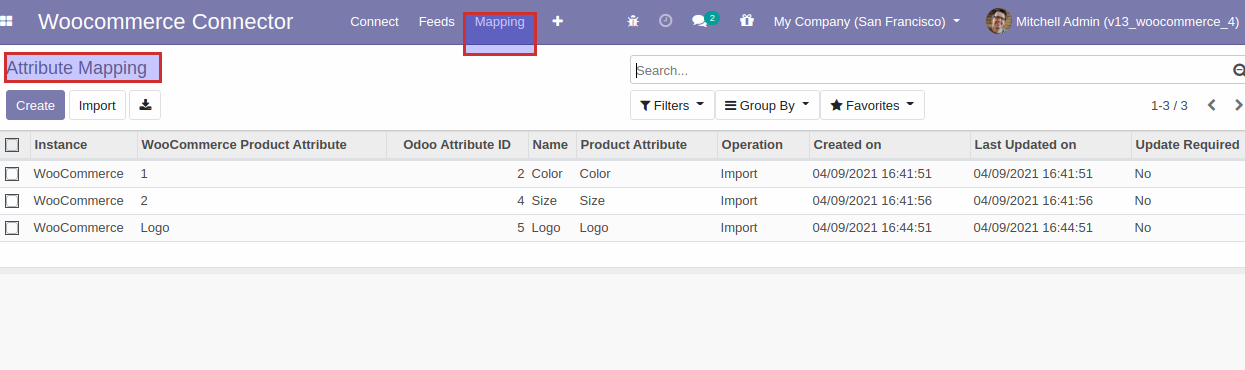 Woocommerce Connector Connect Feeds Mapping 2 My Company (San Francisco) Mitchell Admin (v13_woocommerce_4)
Attribute Mapping Search...
Create Import Filters Group By Favorites 1-3 / 3
Instance WooCommerce Product Attribute Odoo Attribute ID Name Product Attribute Operation Created on Last Updated on Update Required
WooCommerce 1 2 Color Color Import 04/09/2021 16:41:51 04/09/2021 16:41:51 No
WooCommerce 2 4 Size Size Import 04/09/2021 16:41:56 04/09/2021 16:41:56 No
WooCommerce Logo 5 Logo Logo Import 04/09/2021 16:44:51 04/09/2021 16:44:51 No